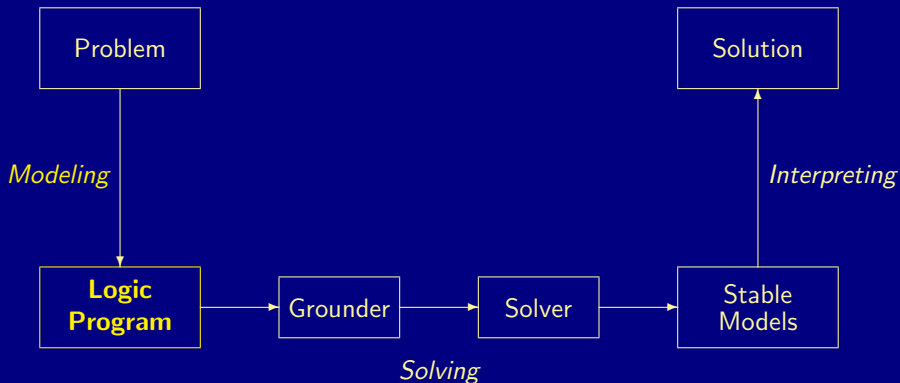 Problem
Solution
Modeling
Interpreting
Logic
Program
Grounder
Solver
Stable
Models
Solving